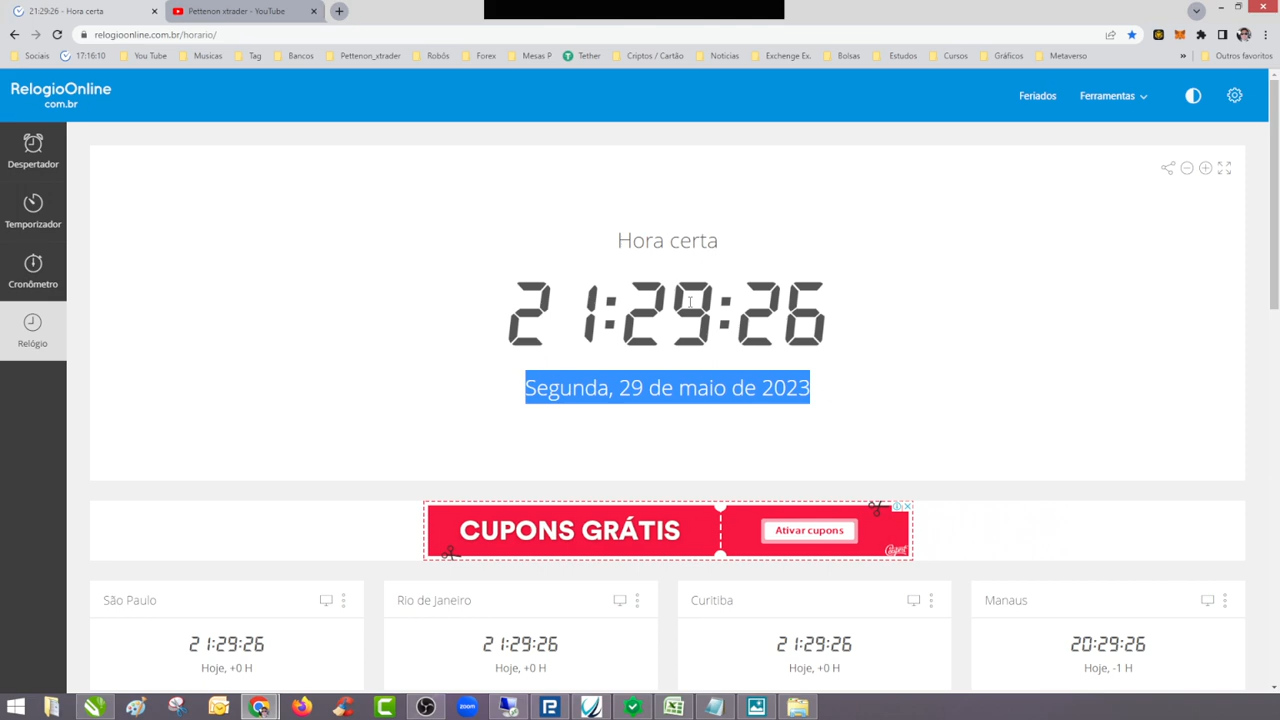 21:29:26 - Hora certa
Pettenon xtrader - YouTube
relogioonline.com.br/horario/
Sociais
17:16:10
You Tube
Musicas
Tag
Bancos
Pettenon_xtrader
Robós
Forex
Mesas P
Tether
Criptos / Cartão
Noticias
Exchange Ex.
Bolsas
Estudos
Cursos
Gráficos
Metaverso
»
Outros favoritos
RelogioOnline
com.br
Feriados
Ferramentas
Despertador
Temporizador
Cronômetro
Relógio
Hora certa
21:29:26
Segunda, 29 de maio de 2023
CUPONS GRÁTIS
Ativar cupons
São Paulo
21:29:26
Hoje, +0 H
Rio de Janeiro
21:29:26
Hoje, +0 H
Curitiba
21:29:26
Hoje, +0 H
Manaus
20:29:26
Hoje, -1 H
zoom